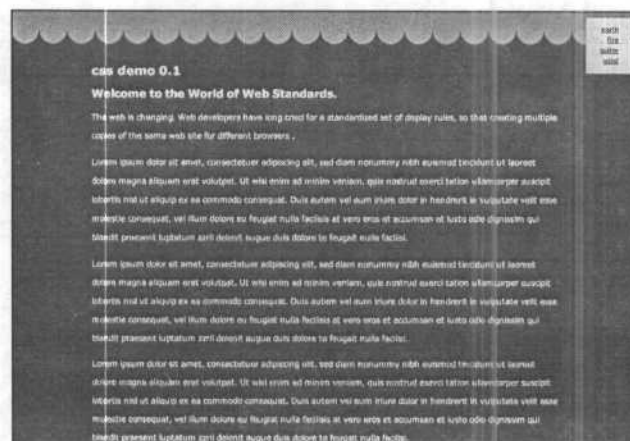 earth
fire
water
wind
css demo 0.1
Welcome to the World of Web Standards.
The web is changing. Web developers have long cried for a standardised set of display rules, so that creating multiple
copies of the same web site for different browsers .
Lorem ipsum dolor sit amet, consectetuer adipiscing elit, sed diam nonummy nibh euismod tincidunt ut laoreet
dolore magna aliquam erat volutpat. Ut wisi enim ad minim veniam, quis nostrud exerci tation ullamcorper suscipit
lobortis nisl ut aliquip ex ea commodo consequat. Duis autem vel eum iriure dolor in hendrerit in vulputate velit esse
molestie consequat, vel illum dolore eu feugiat nulla facilisis at vero eros et accumsan et iusto odio dignissim qui
blandit praesent luptatum zzril delenit augue duis dolore te feugait nulla facilisi.
Lorem ipsum dolor sit amet, consectetuer adipiscing elit, sed diam nonummy nibh euismod tincidunt ut laoreet
dolore magna aliquam erat volutpat. Ut wisi enim ad minim veniam, quis nostrud exerci tation ullamcorper suscipit
lobortis nisl ut aliquip ex ea commodo consequat. Duis autem vel eum iriure dolor in hendrerit in vulputate velit esse
molestie consequat, vel illum dolore eu feugiat nulla facilisis at vero eros et accumsan et iusto odio dignissim qui
blandit praesent luptatum zzril delenit augue duis dolore te feugait nulla facilisi.
Lorem ipsum dolor sit amet, consectetuer adipiscing elit, sed diam nonummy nibh euismod tincidunt ut laoreet
dolore magna aliquam erat volutpat. Ut wisi enim ad minim veniam, quis nostrud exerci tation ullamcorper suscipit
lobortis nisl ut aliquip ex ea commodo consequat. Duis autem vel eum iriure dolor in hendrerit in vulputate velit esse
molestie consequat, vel illum dolore eu feugiat nulla facilisis at vero eros et accumsan et iusto odio dignissim qui
blandit praesent luptatum zzril delenit augue duis dolore te feugait nulla facilisi.